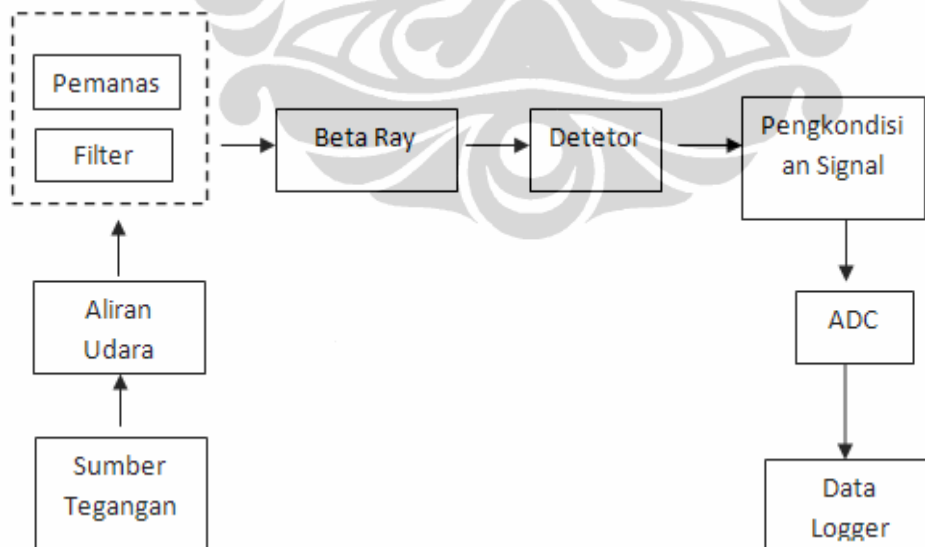 Pemanas
Filter
Beta Ray
Detetor
Pengkondisi
an Signal
Aliran
Udara
ADC
Sumber
Tegangan
Data
Logger